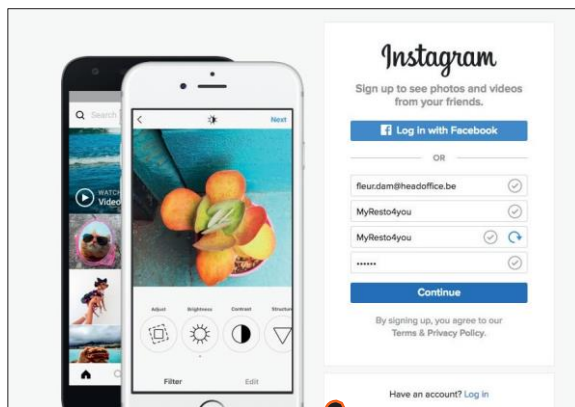 Search
WATCH
Video
Next
Adjust
Brightness
Contrast
Structure
Filter
Edit
Instagram
Sign up to see photos and videos
from your friends.
Log in with Facebook
OR
fleur.dam@headoffice.be
MyResto4you
MyResto4you
••••••
Continue
By signing up, you agree to our
Terms & Privacy Policy.
Have an account? Log in